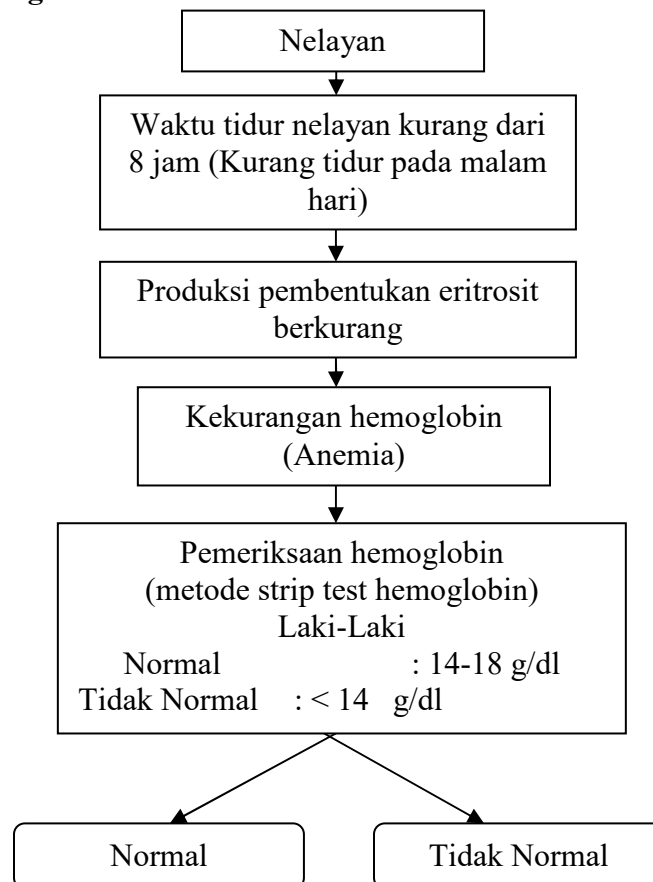 g
Nelayan
Waktu tidur nelayan kurang dari
8 jam (Kurang tidur pada malam
hari)
Produksi pembentukan eritrosit
berkurang
Kekurangan hemoglobin
(Anemia)
Pemeriksaan hemoglobin
(metode strip test hemoglobin)
Laki-Laki
Normal : 14-18 g/dl
Tidak Normal : < 14 g/dl
Normal Tidak Normal